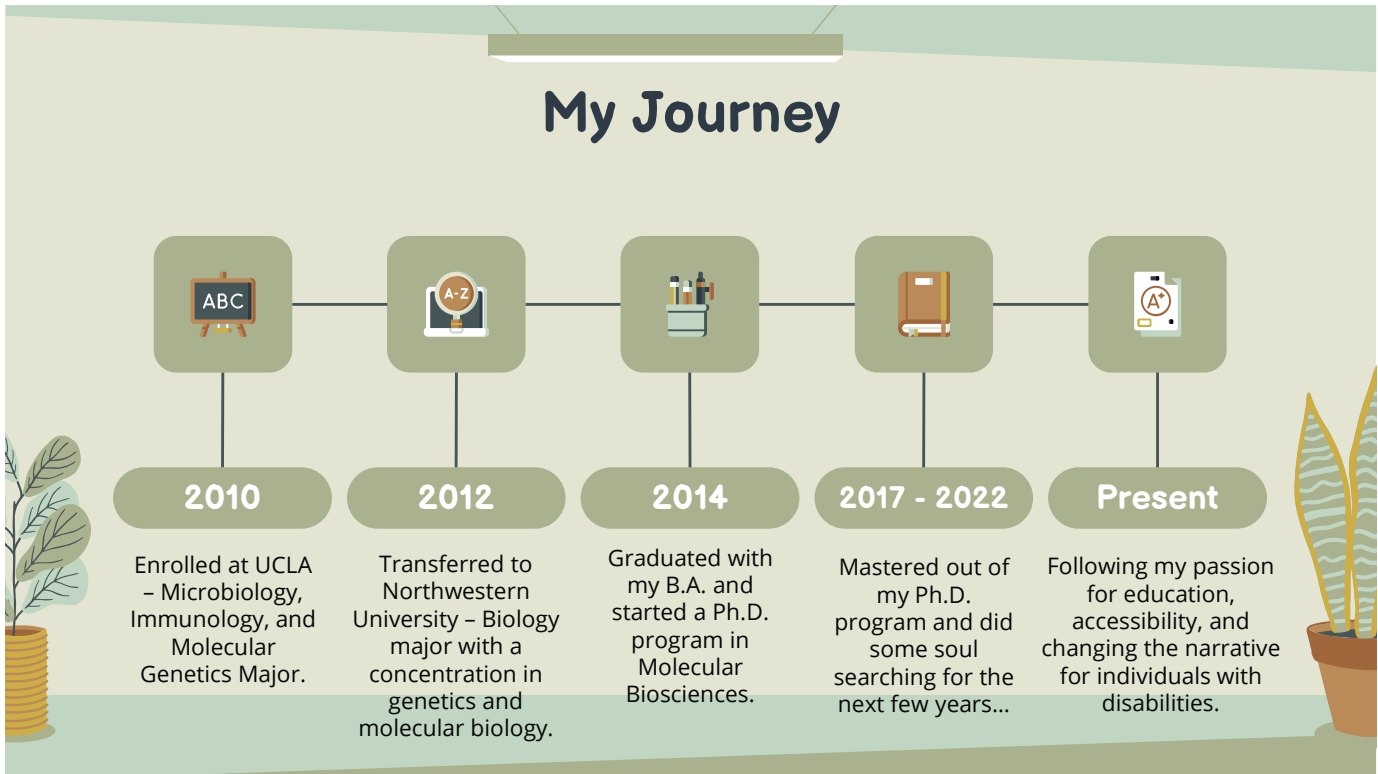 My Journey
ABC
A-Z
A+
2010
Enrolled at UCLA
– Microbiology,
Immunology, and
Molecular
Genetics Major.
2012
Transferred to
Northwestern
University – Biology
major with a
concentration in
genetics and
molecular biology.
2014
Graduated with
my B.A. and
started a Ph.D.
program in
Molecular
Biosciences.
2017 - 2022
Mastered out of
my Ph.D.
program and did
some soul
searching for the
next few years...
Present
Following my passion
for education,
accessibility, and
changing the narrative
for individuals with
disabilities.